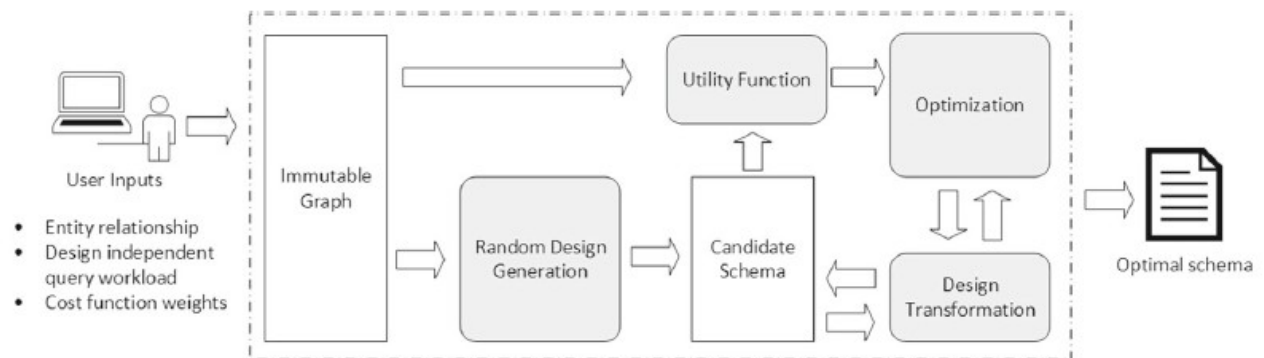 User Inputs
• Entity relationship
• Design independent
query workload
• Cost function weights
Immutable
Graph
Random Design
Generation
Utility Function
Candidate
Schema
Optimization
Design
Transformation
Optimal schema